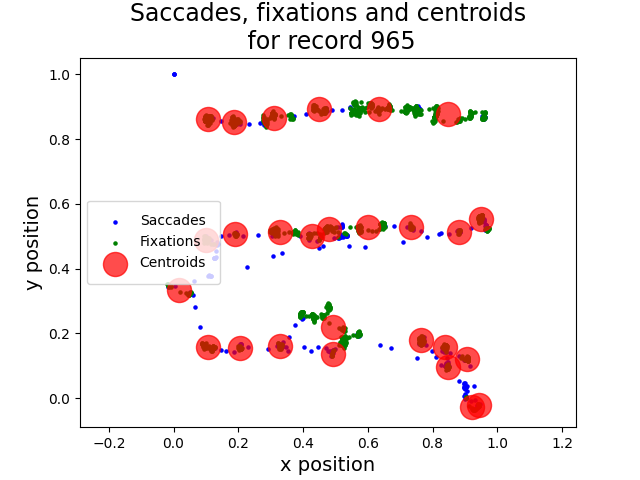 Saccades, fixations and centroids
for record 965
1.0
0.8
0.6
0.4
0.2
0.0
y position
Saccades
Fixations
Centroids
−0.2 0.0 0.2 0.4 0.6 0.8 1.0 1.2
x position